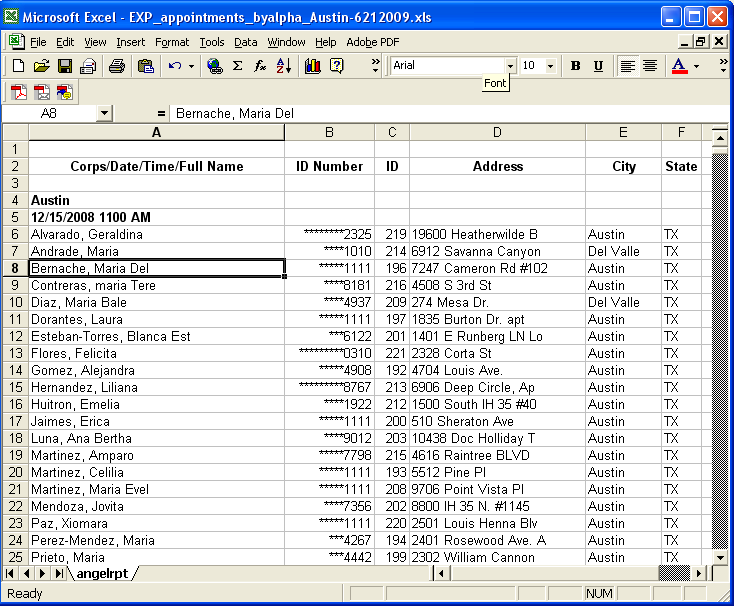 Microsoft Excel - EXP_appointments_byalpha_Austin-6212009.xls
File Edit View Insert Format Tools Data Window Help Adobe PDF
Arial 10 B U A
Font
A8 = Bernache, Maria Del
A B C D E F
1
2 Corps/Date/Time/Full Name ID Number ID Address City State
3
4 Austin
5 12/15/2008 1100 AM
6 Alvarado, Geraldina ********2325 219 19600 Heatherwilde B Austin TX
7 Andrade, Maria ****1010 214 6912 Savanna Canyon Del Valle TX
8 Bernache, Maria Del *****1111 196 7247 Cameron Rd #102 Austin TX
9 Contreras, maria Tere ****8181 216 4508 S 3rd St Austin TX
10 Diaz, Maria Bale ****4937 209 274 Mesa Dr. Del Valle TX
11 Dorantes, Laura *****1111 197 1835 Burton Dr. apt Austin TX
12 Esteban-Torres, Blanca Est ***6122 201 1401 E Runberg LN Lo Austin TX
13 Flores, Felicita *********0310 221 2328 Corta St Austin TX
14 Gomez, Alejandra *****4908 192 4704 Louis Ave. Austin TX
15 Hernandez, Liliana *********8767 213 6906 Deep Circle, Ap Austin TX
16 Huitron, Emelia ****1922 212 1500 South IH 35 #40 Austin TX
17 Jaimes, Erica *****1111 200 510 Sheraton Ave Austin TX
18 Luna, Ana Bertha ****9012 203 10438 Doc Holliday T Austin TX
19 Martinez, Amparo *****7798 215 4616 Raintree BLVD Austin TX
20 Martinez, Celilia *****1111 193 5512 Pine Pl Austin TX
21 Martinez, Maria Evel *****1111 208 9706 Point Vista Pl Austin TX
22 Mendoza, Jovita ****7356 202 8800 IH 35 N. #1145 Austin TX
23 Paz, Xiomara *****1111 220 2501 Louis Henna Blv Austin TX
24 Perez-Mendez, Maria ***4267 194 2401 Rosewood Ave. A Austin TX
25 Prieto, Maria ***4442 199 2302 William Cannon Austin TX
angelrpt
Ready NUM